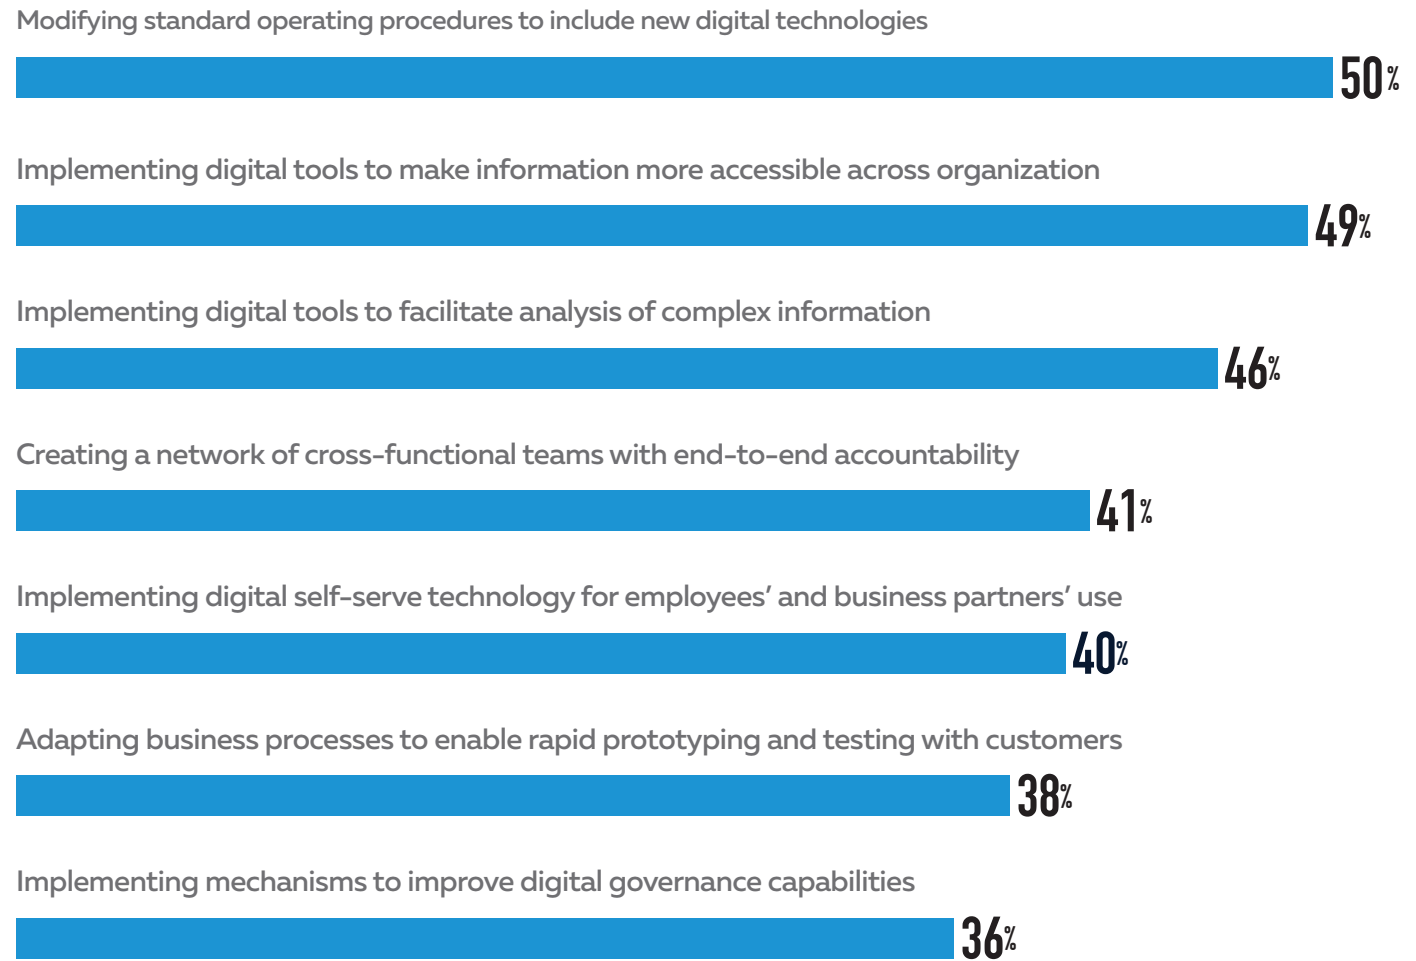 Modifying standard operating procedures to include new digital technologies
50%
Implementing digital tools to make information more accessible across organization
49%
Implementing digital tools to facilitate analysis of complex information
46%
Creating a network of cross-functional teams with end-to-end accountability
41%
Implementing digital self-serve technology for employees’ and business partners’ use
40%
Adapting business processes to enable rapid prototyping and testing with customers
38%
Implementing mechanisms to improve digital governance capabilities
36%